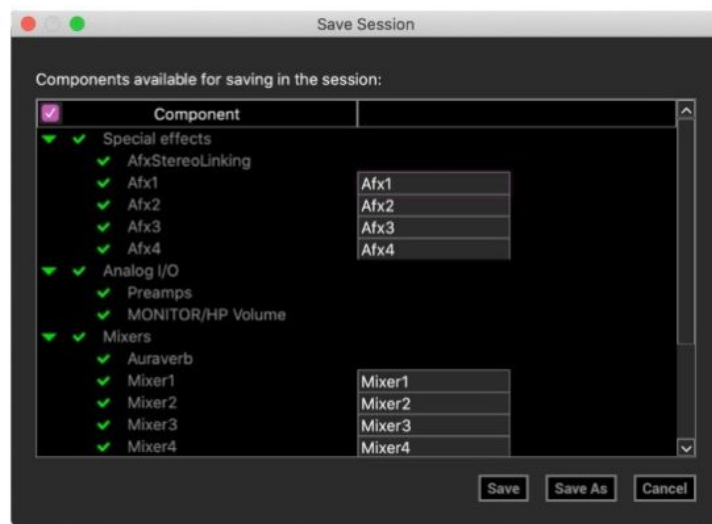 Save Session
Components available for saving in the session:
Component
Special effects
AfxStereoLinking
Afx1 Afx1
Afx2 Afx2
Afx3 Afx3
Afx4 Afx4
Analog I/O
Preamps
MONITOR/HP Volume
Mixers
Auraverb
Mixer1 Mixer1
Mixer2 Mixer2
Mixer3 Mixer3
Mixer4 Mixer4
Save Save As Cancel